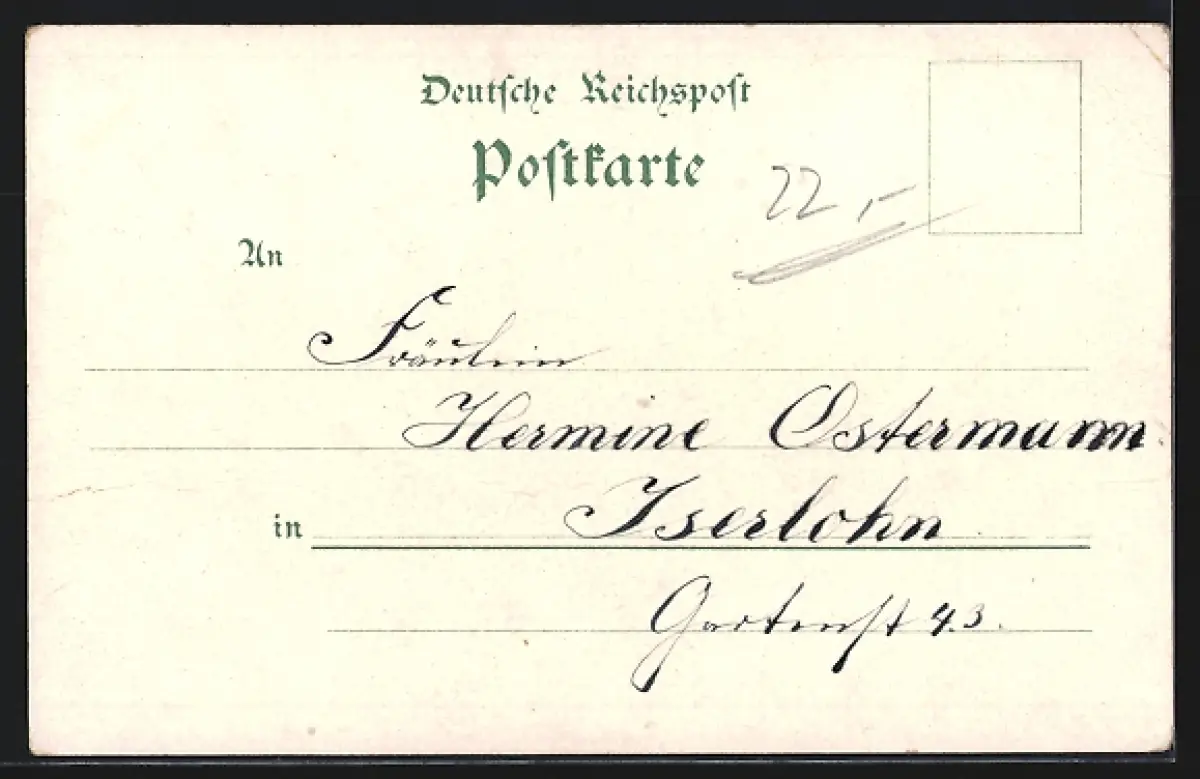 Deutsche Reichspost
Postkarte
22,-
An
Fräulein
Hermine Ostermann
in Iserlohn
Gartenst 43.